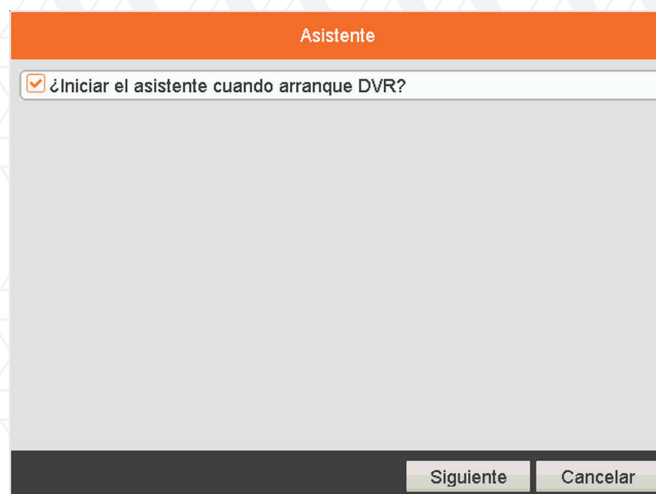 Asistente
¿Iniciar el asistente cuando arranque DVR?
Siguiente Cancelar